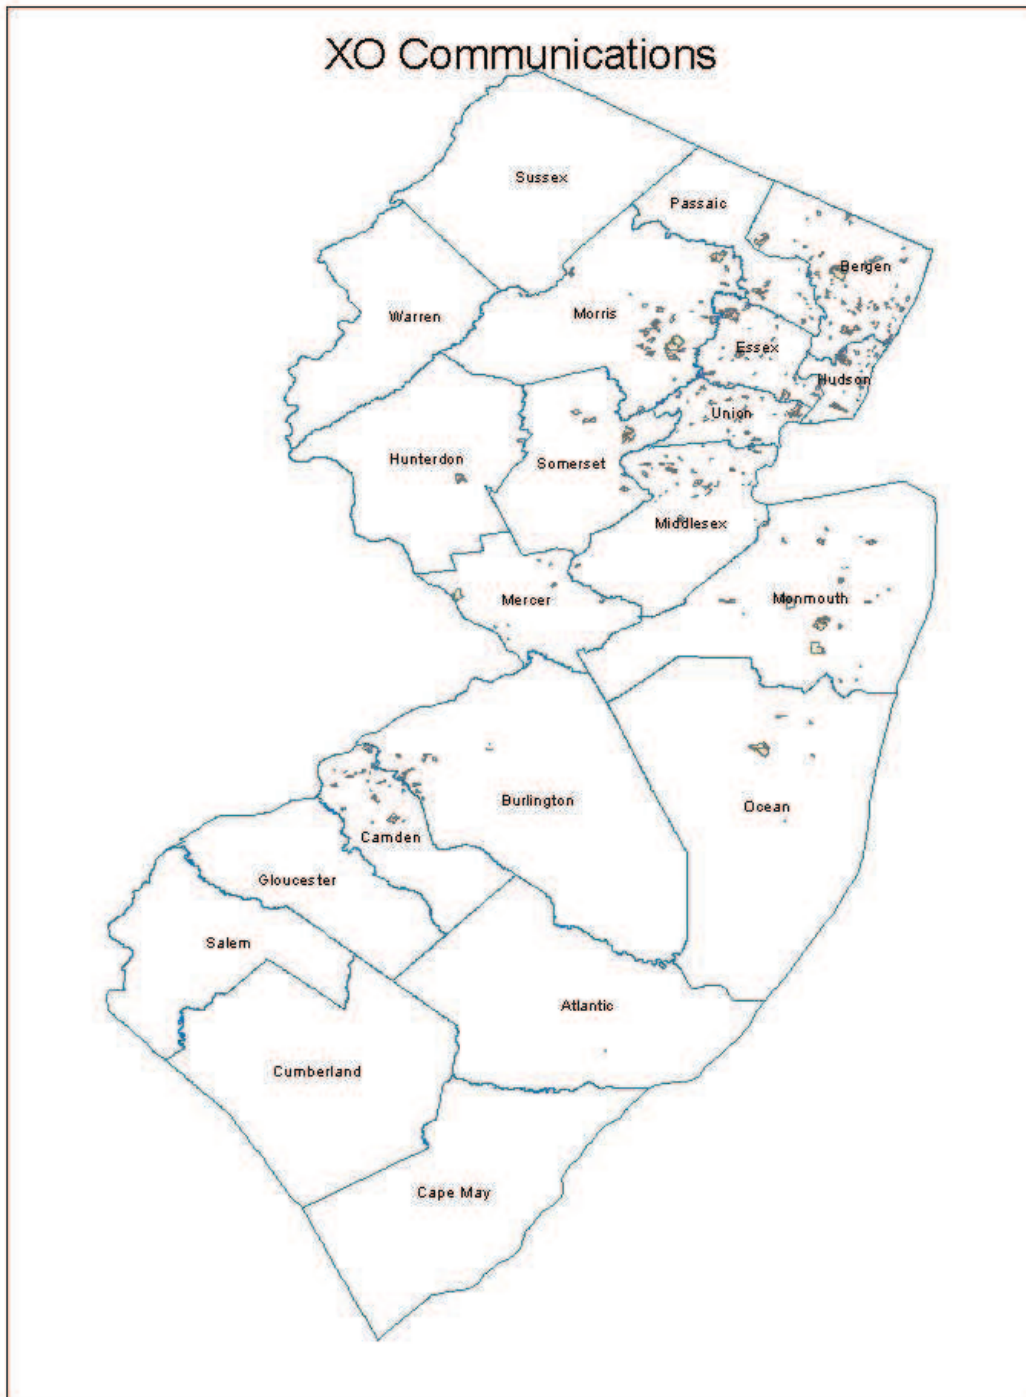 XO Communications
Sussex
Passaic
Bergen
Warren
Morris
Essex
Hudson
Union
Hunterdon
Somerset
Middlesex
Mercer
Monmouth
Burlington
Ocean
Camden
Gloucester
Salem
Atlantic
Cumberland
Cape May